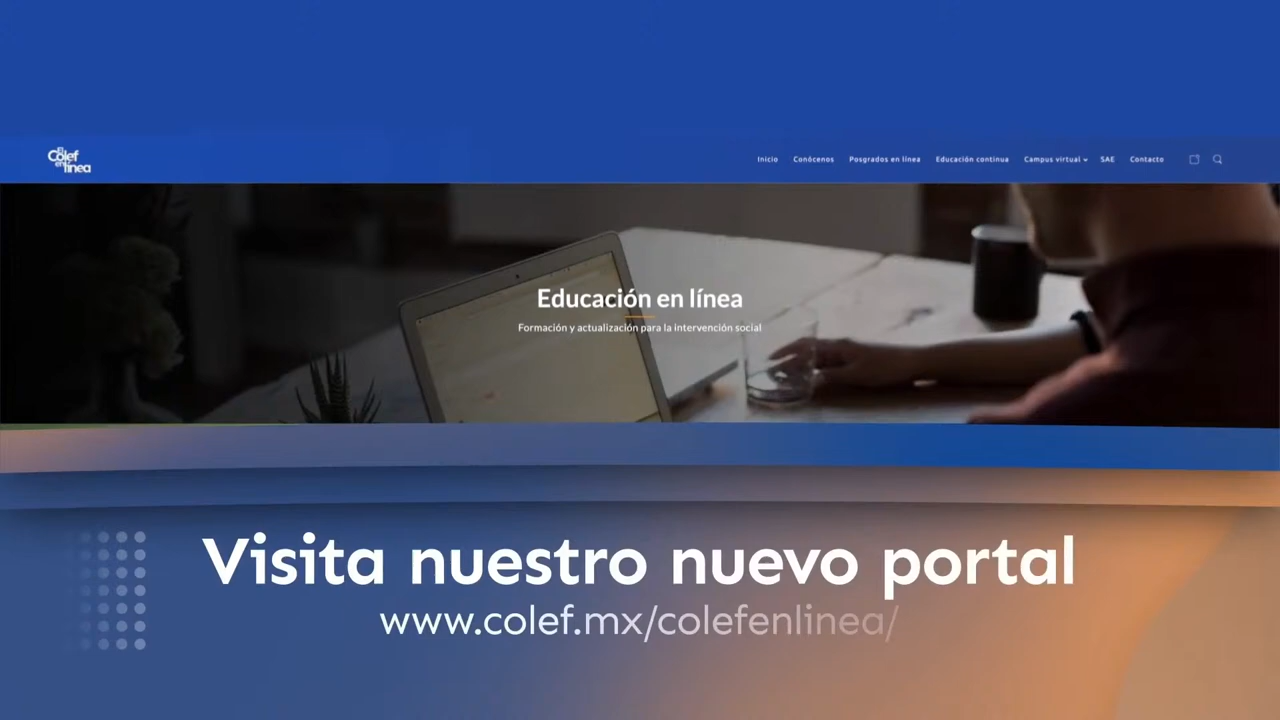 El
Colef
en
línea
Inicio Conócenos Posgrados en línea Educación continua Campus virtual SAE Contacto
Educación en línea
Formación y actualización para la intervención social
Visita nuestro nuevo portal
www.colef.mx/colefenlinea/